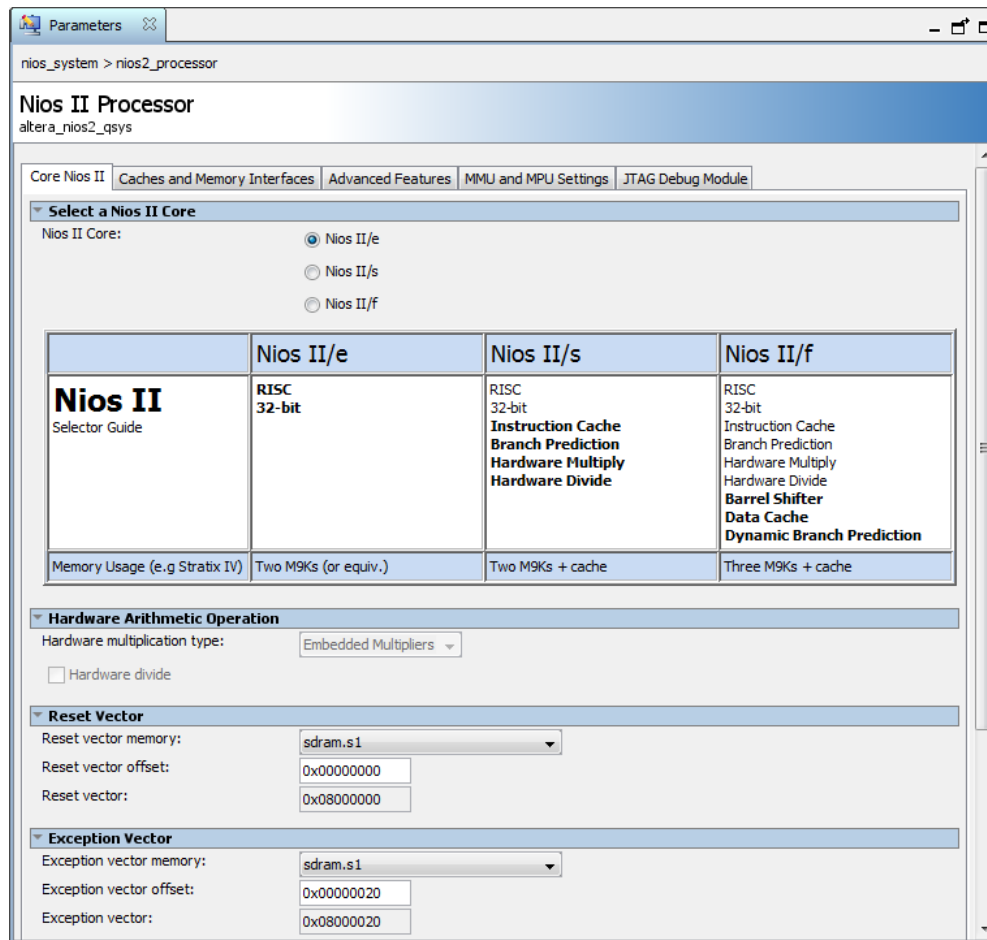 Parameters
nios_system > nios2_processor
Nios II Processor
altera_nios2_qsys
Core Nios II Caches and Memory Interfaces Advanced Features MMU and MPU Settings JTAG Debug Module
Select a Nios II Core
Nios II Core:
Nios II/e
Nios II/s
Nios II/f
Nios II/e Nios II/s Nios II/f
Nios II
Selector Guide
RISC
32-bit
RISC
32-bit
Instruction Cache
Branch Prediction
Hardware Multiply
Hardware Divide
RISC
32-bit
Instruction Cache
Branch Prediction
Hardware Multiply
Hardware Divide
Barrel Shifter
Data Cache
Dynamic Branch Prediction
Memory Usage (e.g Stratix IV) Two M9Ks (or equiv.) Two M9Ks + cache Three M9Ks + cache
Hardware Arithmetic Operation
Hardware multiplication type: Embedded Multipliers
Hardware divide
Reset Vector
Reset vector memory: sdram.s1
Reset vector offset: 0x00000000
Reset vector: 0x08000000
Exception Vector
Exception vector memory: sdram.s1
Exception vector offset: 0x00000020
Exception vector: 0x08000020